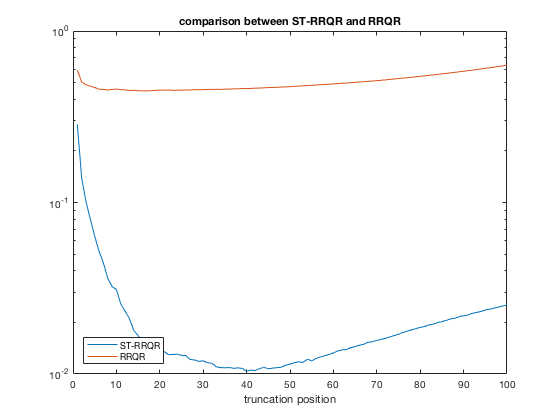 comparison between ST-RRQR and RRQR
10^0
10^-1
10^-2
ST-RRQR
RRQR
0 10 20 30 40 50 60 70 80 90 100
truncation position